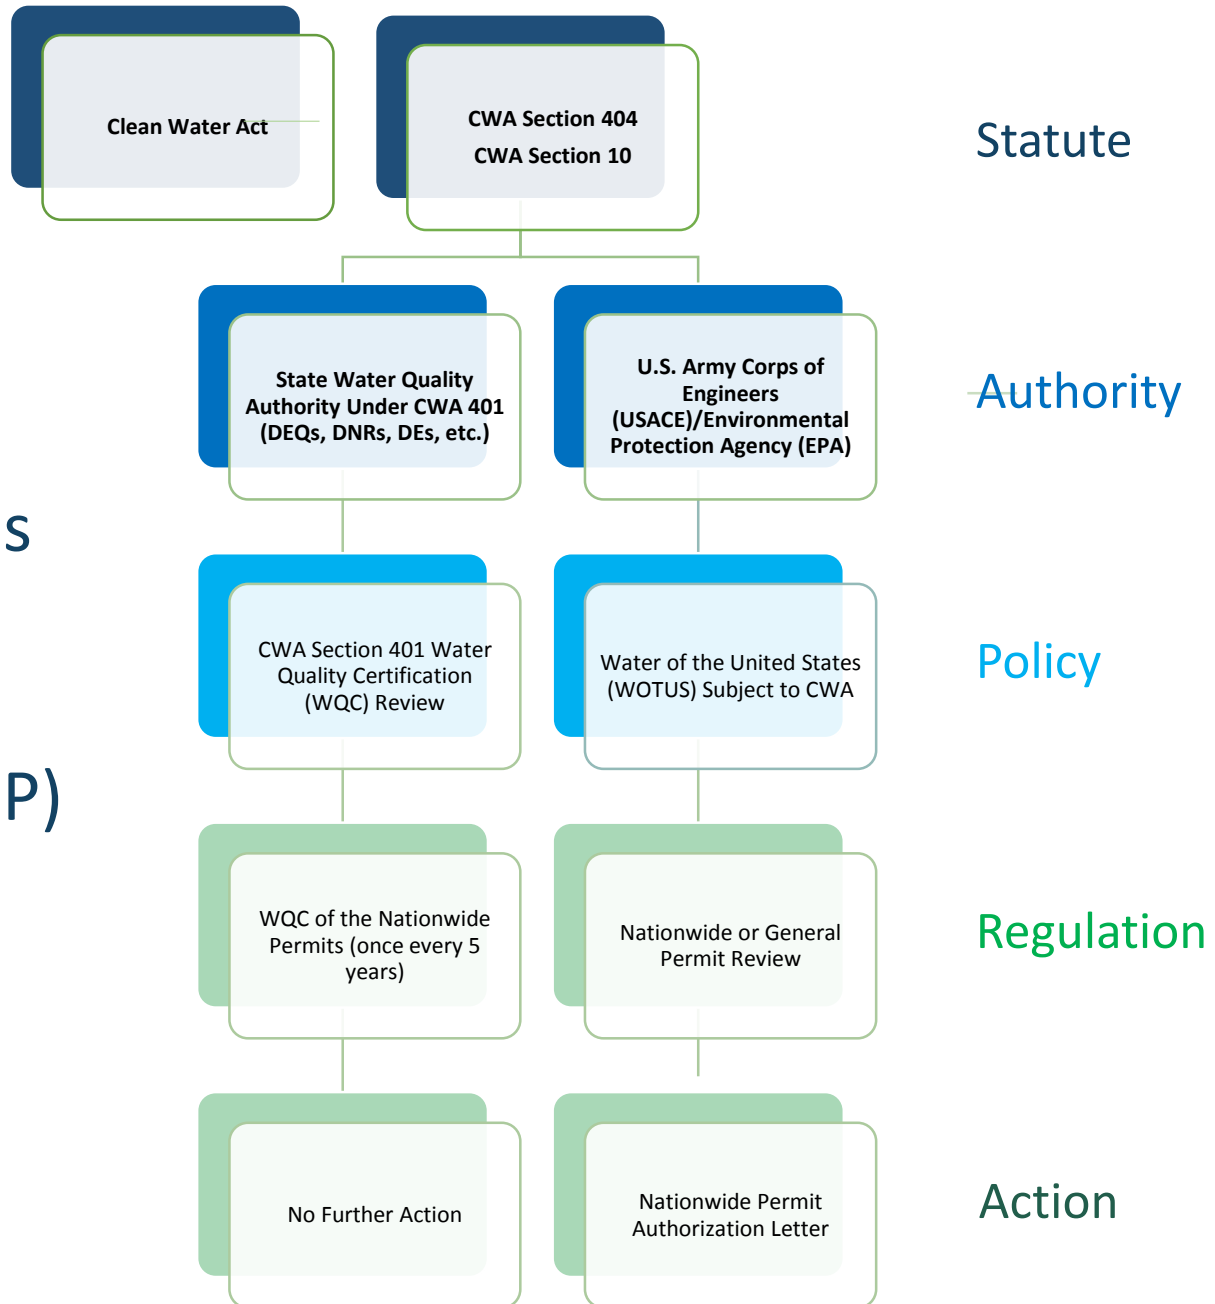 Clean Water Act
CWA Section 404
CWA Section 10
Statute
State Water Quality
Authority Under CWA 401
(DEQs, DNRs, DEs, etc.)
U.S. Army Corps of
Engineers
(USACE)/Environmental
Protection Agency (EPA)
Authority
s
CWA Section 401 Water
Quality Certification
(WQC) Review
Water of the United States
(WOTUS) Subject to CWA
Policy
P)
WQC of the Nationwide
Permits (once every 5
years)
Nationwide or General
Permit Review
Regulation
No Further Action
Nationwide Permit
Authorization Letter
Action